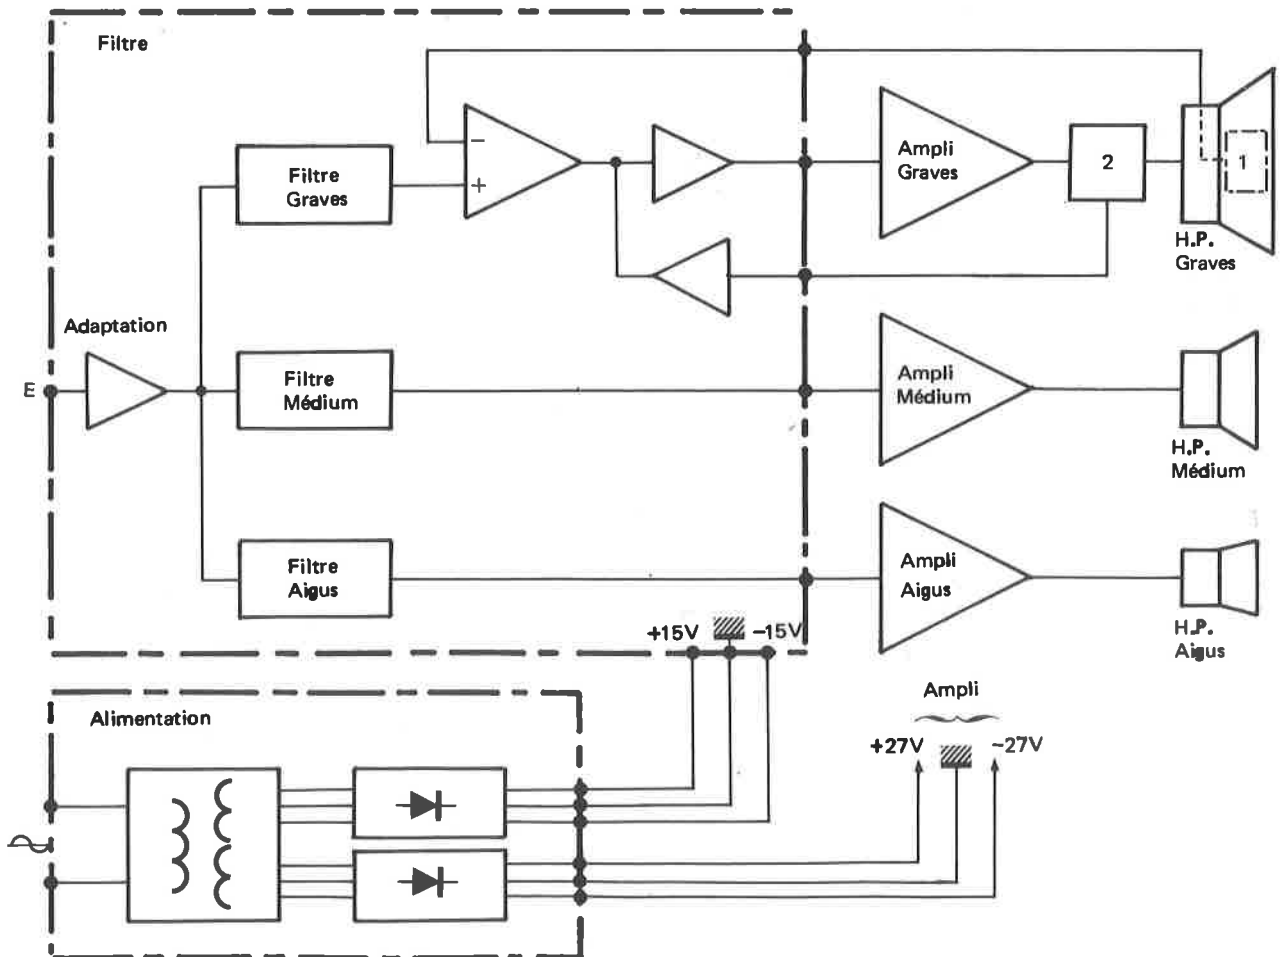 Filtre
Filtre
Graves
−
+
Ampli
Graves
2
1
H.P.
Graves
Adaptation
E
Filtre
Médium
Ampli
Médium
H.P.
Médium
Filtre
Aigus
Ampli
Aigus
H.P.
Aigus
+15V
−15V
Alimentation
Ampli
+27V
−27V